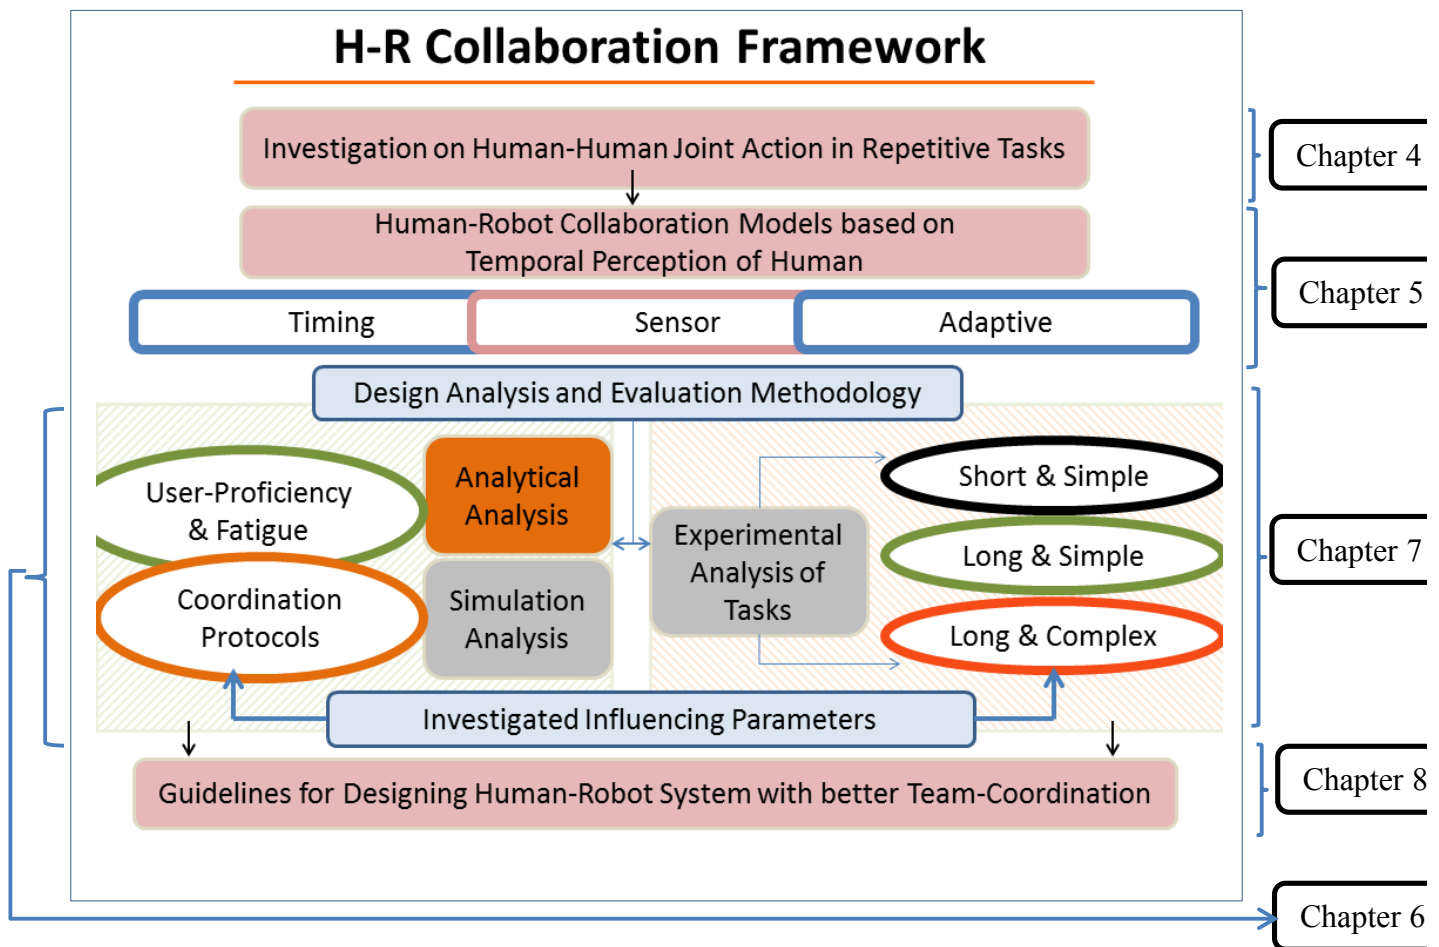 H-R Collaboration Framework
Investigation on Human-Human Joint Action in Repetitive Tasks
Chapter 4
Human-Robot Collaboration Models based on
Temporal Perception of Human
Chapter 5
Timing
Sensor
Adaptive
Design Analysis and Evaluation Methodology
User-Proficiency
& Fatigue
Analytical
Analysis
Coordination
Protocols
Simulation
Analysis
Experimental
Analysis of
Tasks
Short & Simple
Long & Simple
Long & Complex
Chapter 7
Investigated Influencing Parameters
Guidelines for Designing Human-Robot System with better Team-Coordination
Chapter 8
Chapter 6